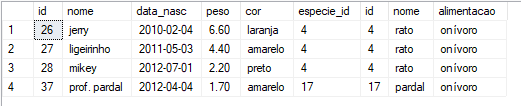 id nome data_nasc peso cor especie_id id nome alimentacao
1 26 jerry 2010-02-04 6.60 laranja 4 4 rato onívoro
2 27 ligeirinho 2011-05-03 4.40 amarelo 4 4 rato onívoro
3 28 mikey 2012-07-01 2.20 preto 4 4 rato onívoro
4 37 prof. pardal 2012-04-04 1.70 amarelo 17 17 pardal onívoro